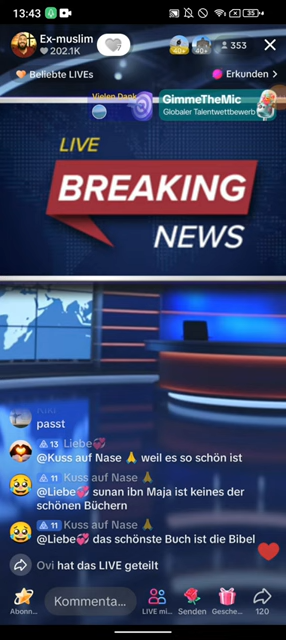 13:43
35
Ex-muslim
202.1K
40+
40+
353
Beliebte LIVEs
Erkunden >
Vielen Dank
GimmeTheMic
Globaler Talentwettbewerb
LIVE
BREAKING
NEWS
passt
13 Liebe💞
@Kuss auf Nase 🙏 weil es so schön ist
11 Kuss auf Nase 🙏
@Liebe💞 sunan ibn Maja ist keines der
schönen Büchern
11 Kuss auf Nase 🙏
@Liebe💞 das schönste Buch ist die Bibel
Ovi hat das LIVE geteilt
Abonn...
Kommenta...
LIVE mi...
Senden
Gesche...
120